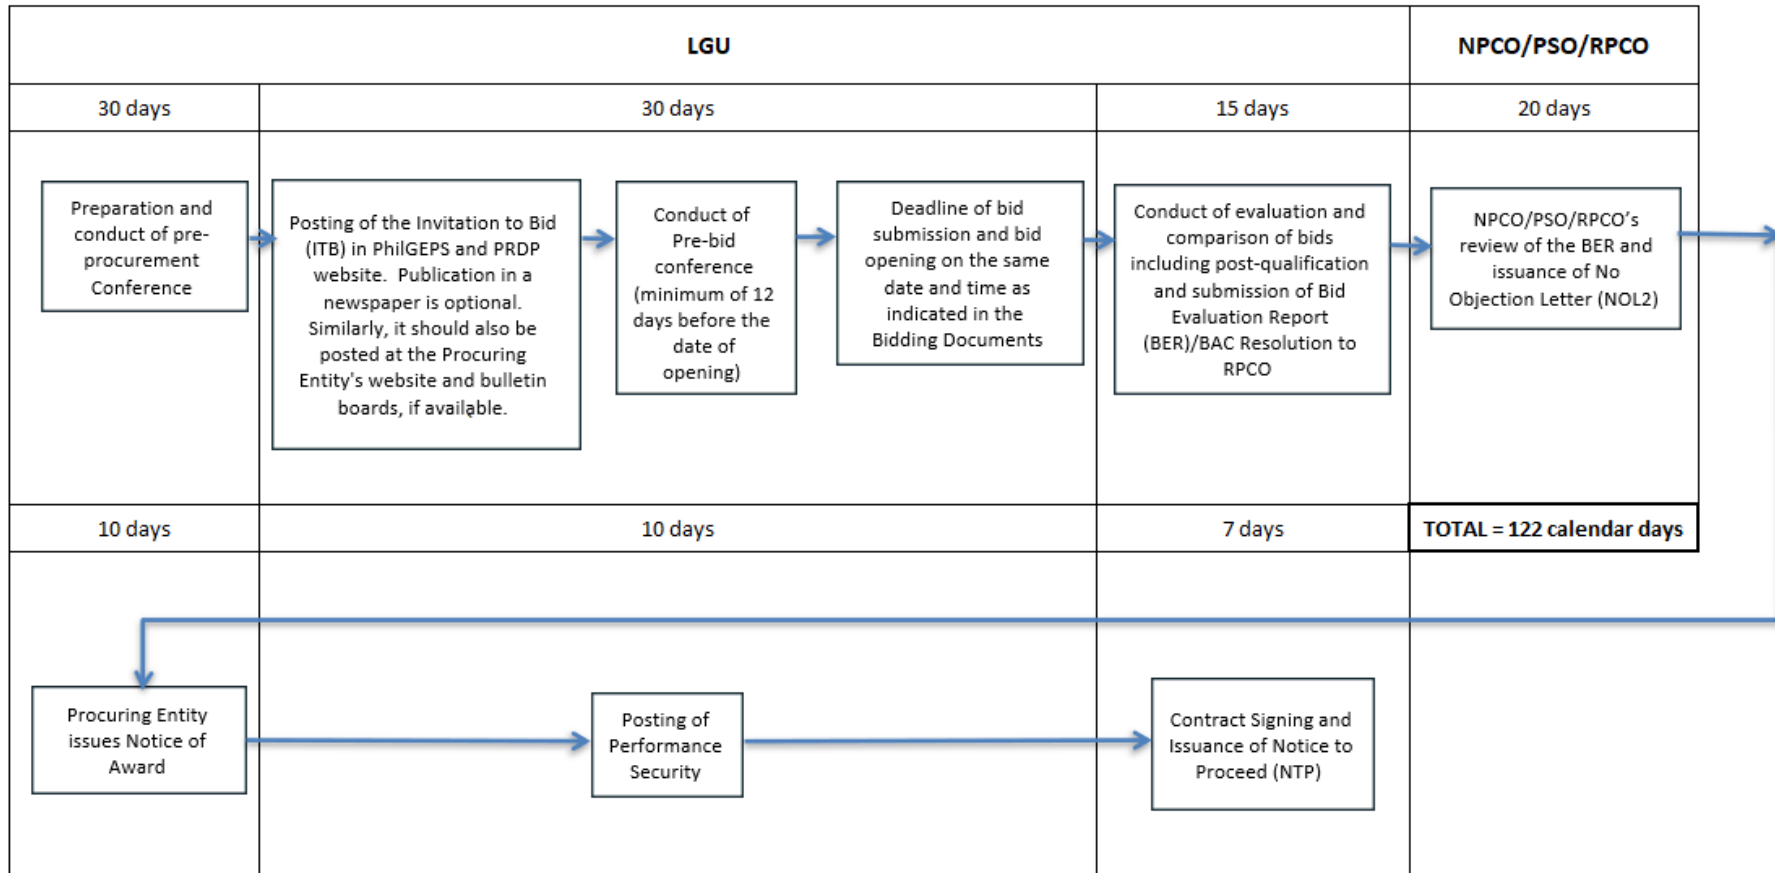 LGU
NPCO/PSO/RPCO
30 days
30 days
15 days
20 days
Preparation and
conduct of pre-
procurement
Conference
Posting of the Invitation to Bid
(ITB) in PhilGEPS and PRDP
website.  Publication in a
newspaper is optional.
Similarly, it should also be
posted at the Procuring
Entity's website and bulletin
boards, if available.
Conduct of
Pre-bid
conference
(minimum of 12
days before the
date of
opening)
Deadline of bid
submission and bid
opening on the same
date and time as
indicated in the
Bidding Documents
Conduct of evaluation and
comparison of bids
including post-qualification
and submission of Bid
Evaluation Report
(BER)/BAC Resolution to
RPCO
NPCO/PSO/RPCO’s
review of the BER and
issuance of No
Objection Letter (NOL2)
10 days
10 days
7 days
TOTAL = 122 calendar days
Procuring Entity
issues Notice of
Award
Posting of
Performance
Security
Contract Signing and
Issuance of Notice to
Proceed (NTP)